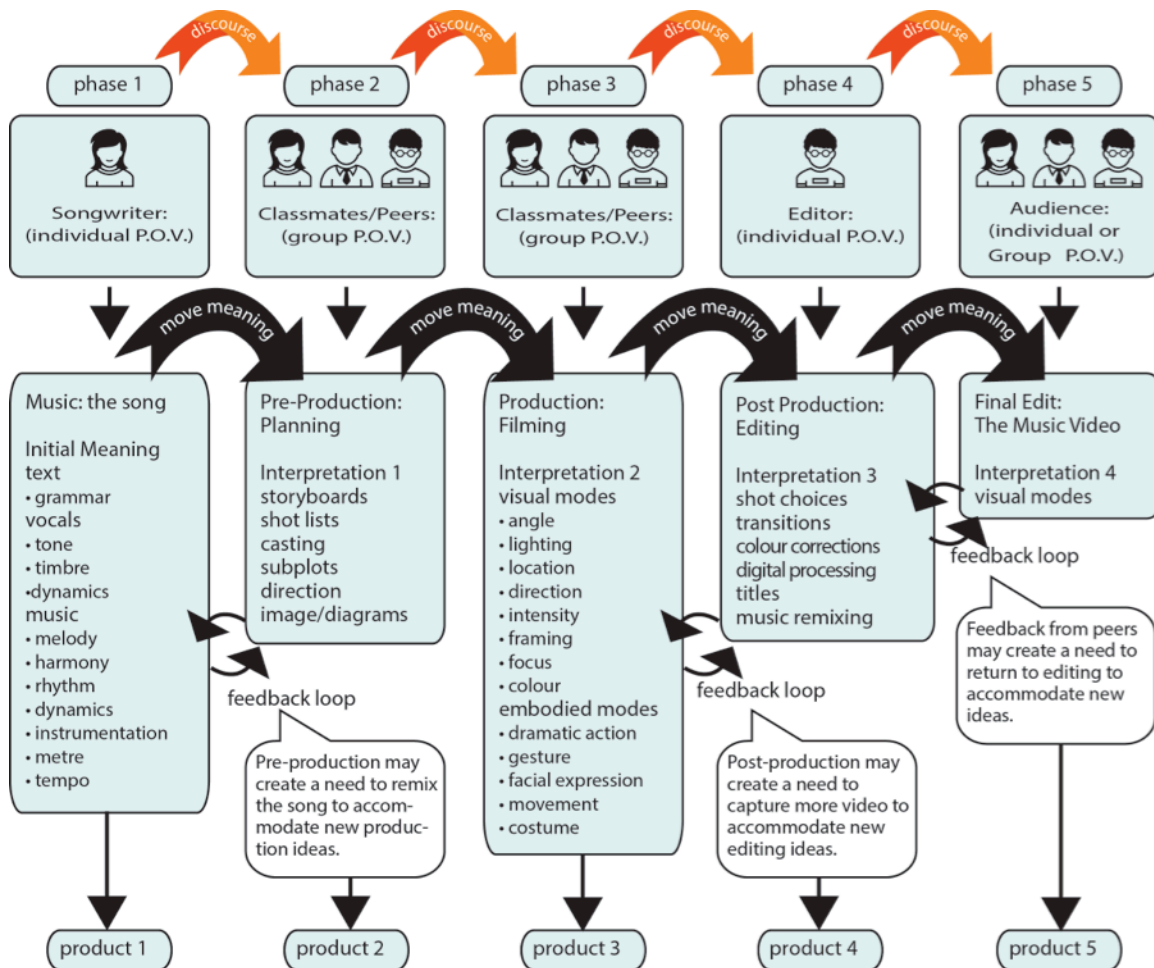 discourse
discourse
discourse
discourse
phase 1
phase 2
phase 3
phase 4
phase 5
Songwriter:
(individual P.O.V.)
Classmates/Peers:
(group P.O.V.)
Classmates/Peers:
(group P.O.V.)
Editor:
(individual P.O.V.)
Audience:
(individual or
Group P.O.V.)
move meaning
move meaning
move meaning
move meaning
Music: the song
Initial Meaning
text
• grammar
vocals
• tone
• timbre
•dynamics
music
• melody
• harmony
• rhythm
• dynamics
• instrumentation
• metre
• tempo
Pre-Production:
Planning
Interpretation 1
storyboards
shot lists
casting
subplots
direction
image/diagrams
feedback loop
Pre-production may
create a need to remix
the song to accom-
modate new produc-
tion ideas.
Production:
Filming
Interpretation 2
visual modes
• angle
• lighting
• location
• direction
• intensity
• framing
• focus
• colour
embodied modes
• dramatic action
• gesture
• facial expression
• movement
• costume
Post Production:
Editing
Interpretation 3
shot choices
transitions
colour corrections
digital processing
titles
music remixing
feedback loop
Post-production may
create a need to
capture more video to
accommodate new
editing ideas.
Final Edit:
The Music Video
Interpretation 4
visual modes
feedback loop
Feedback from peers
may create a need to
return to editing to
accommodate new
ideas.
product 1
product 2
product 3
product 4
product 5